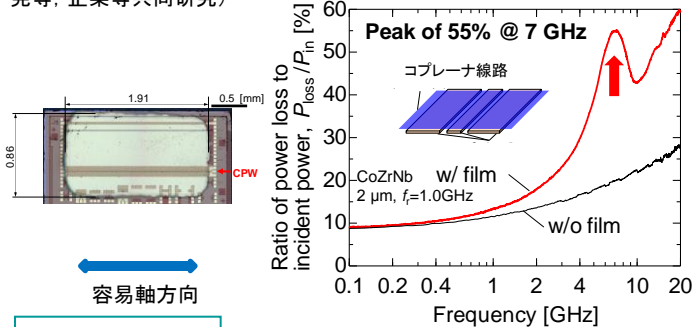 発等，企業等共同研究）
1.91
0.5 [mm]
0.86
CPW
容易軸方向
Ratio of power loss to
incident power, Ploss/Pin [%]
60
50
40
30
20
10
0
Peak of 55% @ 7 GHz
コプレーナ線路
CoZrNb
2 μm, fr=1.0GHz
w/ film
w/o film
0.1 0.2 0.4 1 2 4 10 20
Frequency [GHz]